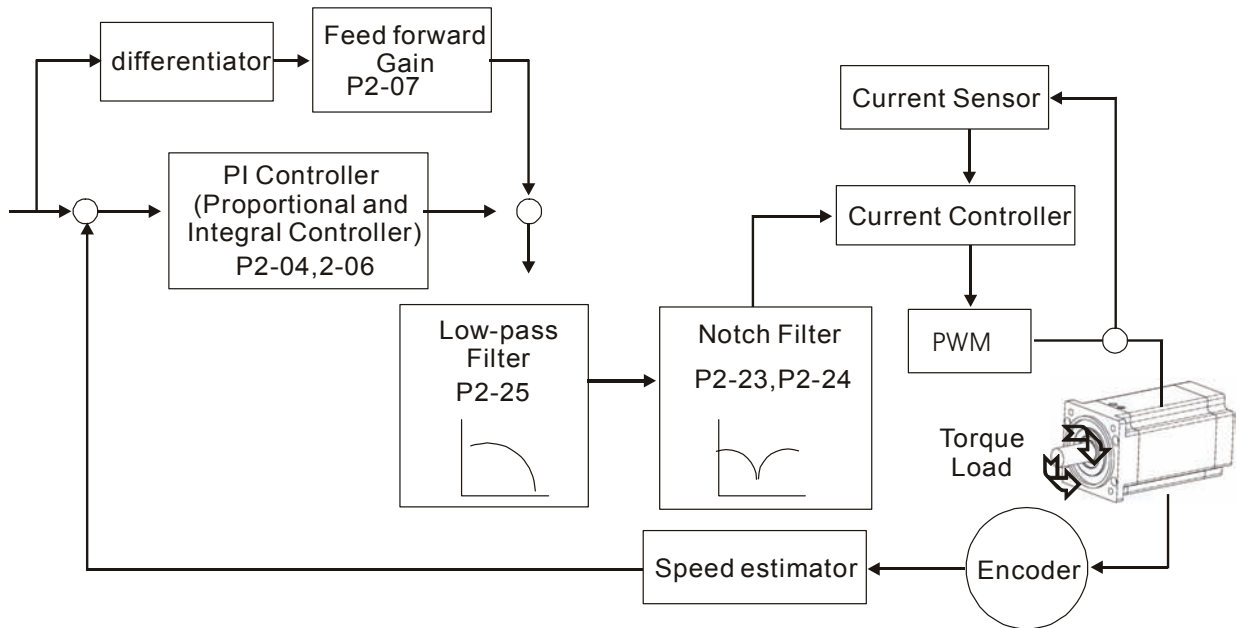 differentiator
Feed forward
Gain
P2-07
PI Controller
(Proportional and
Integral Controller)
P2-04,2-06
Low-pass
Filter
P2-25
Notch Filter
P2-23,P2-24
Current Sensor
Current Controller
PWM
Torque
Load
Encoder
Speed estimator